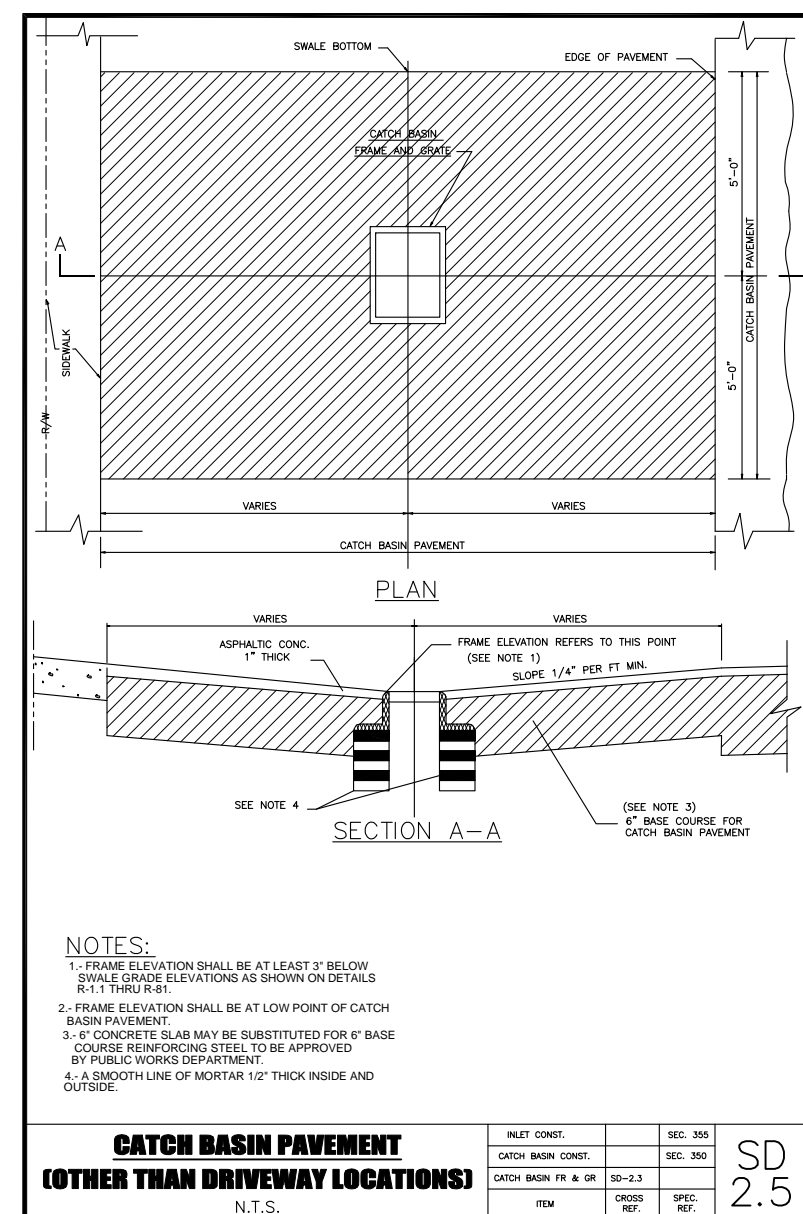 SWALE BOTTOM
EDGE OF PAVEMENT
CATCH BASIN
FRAME AND GRATE
A
SIDEWALK
R/W
5'-0"
CATCH BASIN PAVEMENT
5'-0"
VARIES
VARIES
CATCH BASIN PAVEMENT
PLAN
VARIES
VARIES
ASPHALTIC CONC.
1" THICK
FRAME ELEVATION REFERS TO THIS POINT
(SEE NOTE 1)
SLOPE 1/4" PER FT MIN.
SEE NOTE 4
(SEE NOTE 3)
6" BASE COURSE FOR
CATCH BASIN PAVEMENT
SECTION A-A
NOTES:
1.- FRAME ELEVATION SHALL BE AT LEAST 3" BELOW
SWALE GRADE ELEVATIONS AS SHOWN ON DETAILS
R-1.1 THRU R-81.
2.- FRAME ELEVATION SHALL BE AT LOW POINT OF CATCH
BASIN PAVEMENT.
3.- 6" CONCRETE SLAB MAY BE SUBSTITUTED FOR 6" BASE
COURSE REINFORCING STEEL TO BE APPROVED
BY PUBLIC WORKS DEPARTMENT.
4.- A SMOOTH LINE OF MORTAR 1/2" THICK INSIDE AND
OUTSIDE.
CATCH BASIN PAVEMENT
(OTHER THAN DRIVEWAY LOCATIONS)
N.T.S.
INLET CONST. SEC. 355
CATCH BASIN CONST. SEC. 350
CATCH BASIN FR & GR SD-2.3
ITEM CROSS REF. SPEC. REF.
SD
2.5